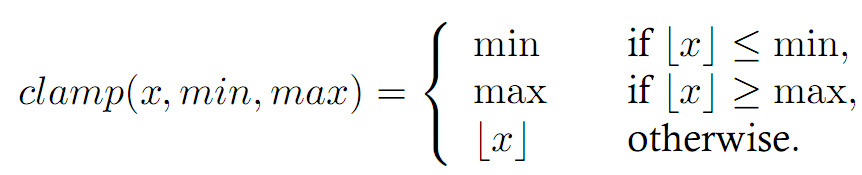 clamp(x, min, max) = { min if ⌊x⌋ ≤ min,
max if ⌊x⌋ ≥ max,
⌊x⌋ otherwise.